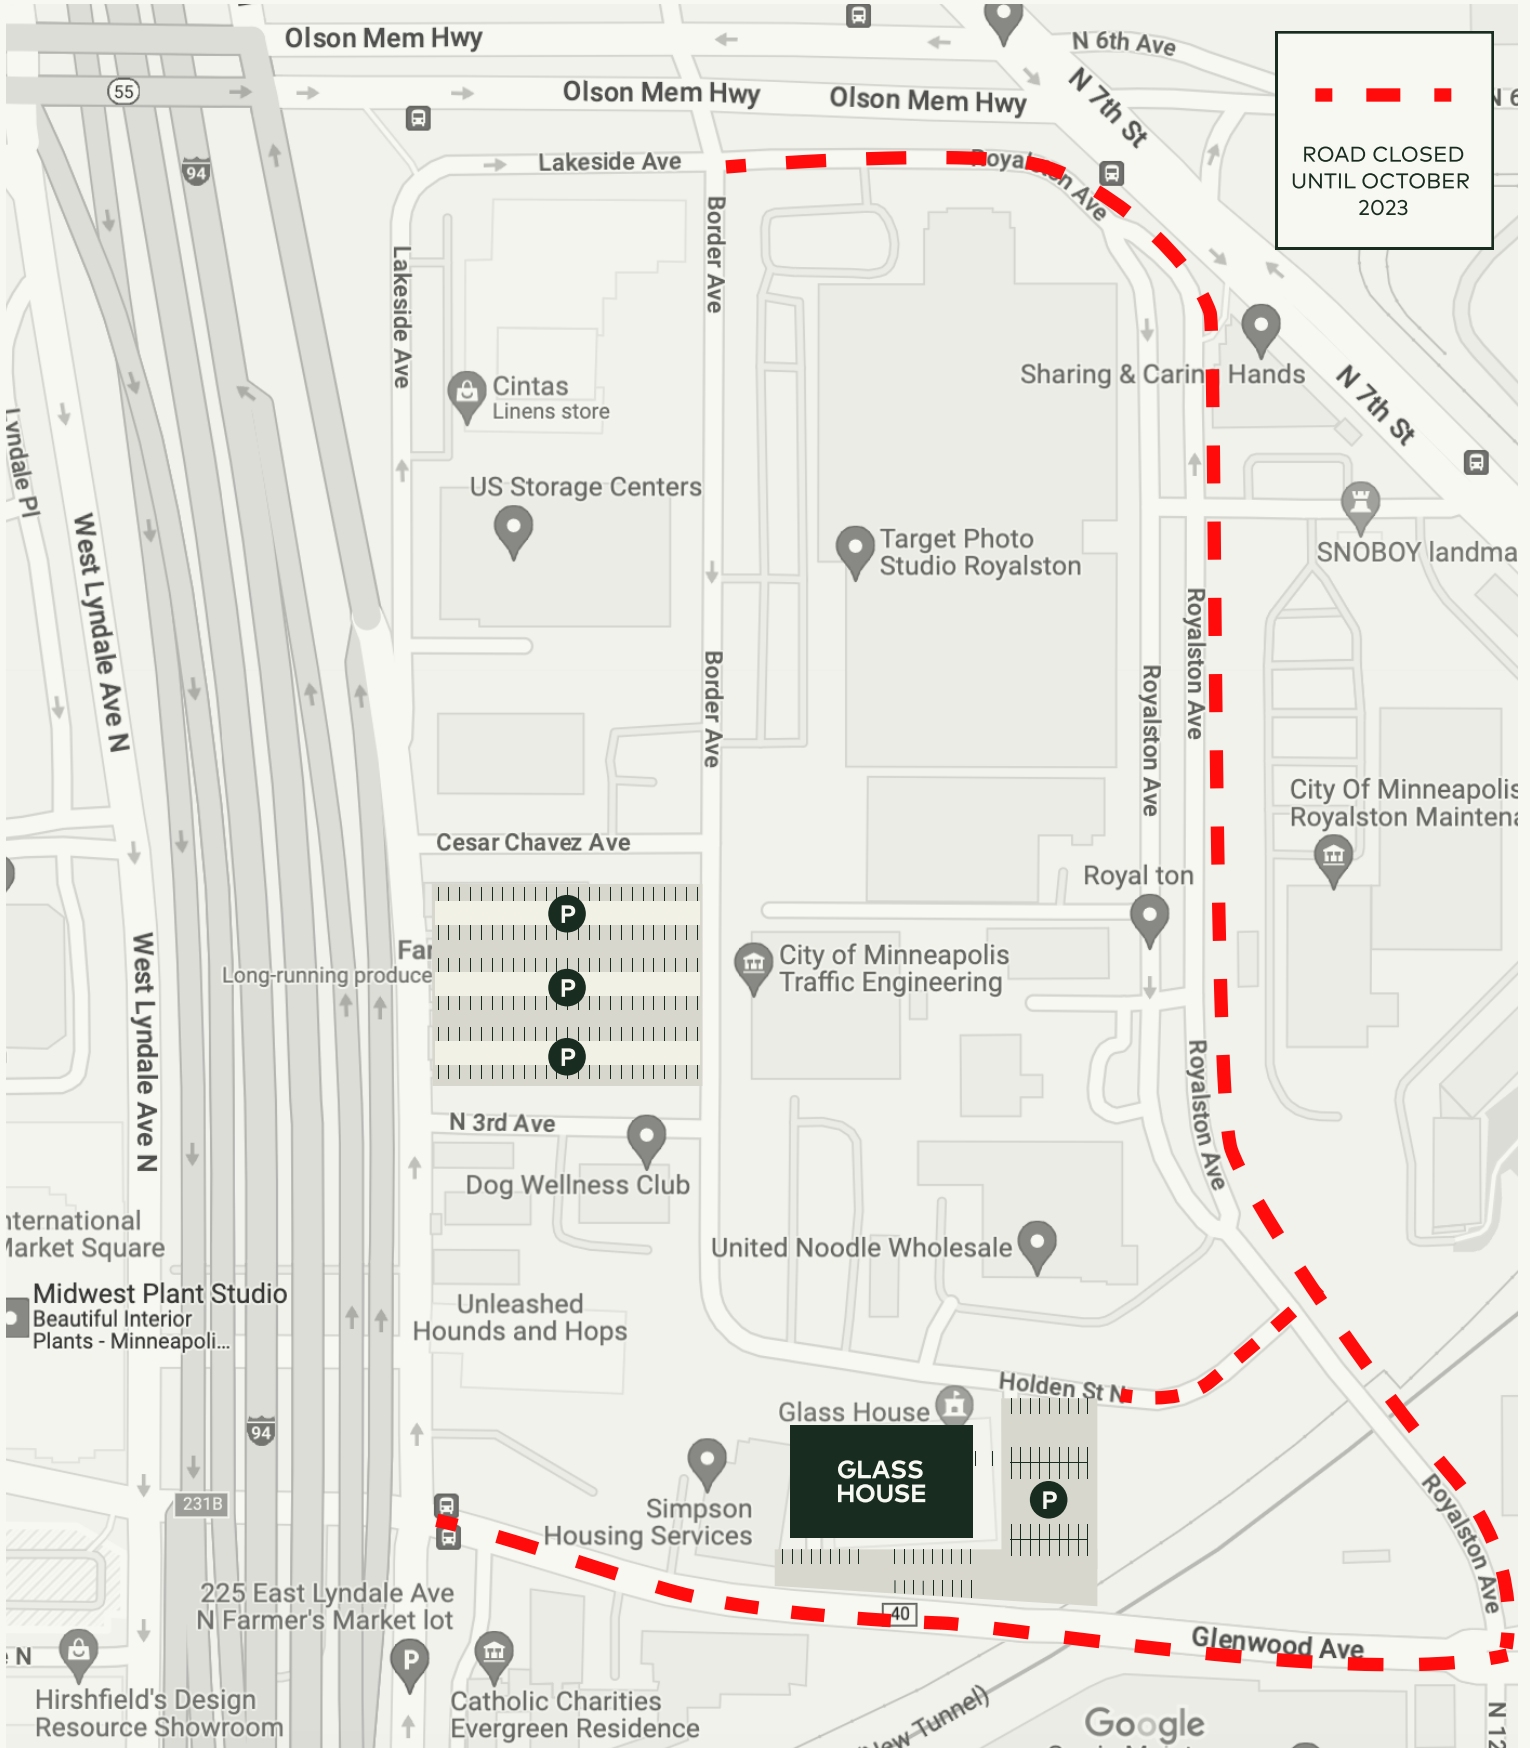 Olson Mem Hwy
N 6th Ave
55
Olson Mem Hwy
Olson Mem Hwy
N 7th St
ROAD CLOSED
UNTIL OCTOBER
2023
94
Lakeside Ave
Royalston Ave
Border Ave
Lakeside Ave
Sharing & Caring Hands
N 7th St
Cintas
Linens store
Lyndale Pl
US Storage Centers
West Lyndale Ave N
Target Photo
Studio Royalston
SNOBOY landma
Royalston Ave
Border Ave
Royalston Ave
City Of Minneapolis
Royalston Maintena
Cesar Chavez Ave
Royal ton
P
P
P
Far
Long-running produce
City of Minneapolis
Traffic Engineering
West Lyndale Ave N
Royalston Ave
N 3rd Ave
Dog Wellness Club
nternational
Market Square
United Noodle Wholesale
Midwest Plant Studio
Beautiful Interior
Plants - Minneapoli...
Unleashed
Hounds and Hops
Holden St N
Glass House
94
GLASS
HOUSE
P
231B
Simpson
Housing Services
Royalston Ave
225 East Lyndale Ave
N Farmer's Market lot
40
Glenwood Ave
e N
P
Hirshfield's Design
Resource Showroom
Catholic Charities
Evergreen Residence
New Tunnel)
Google
N 12